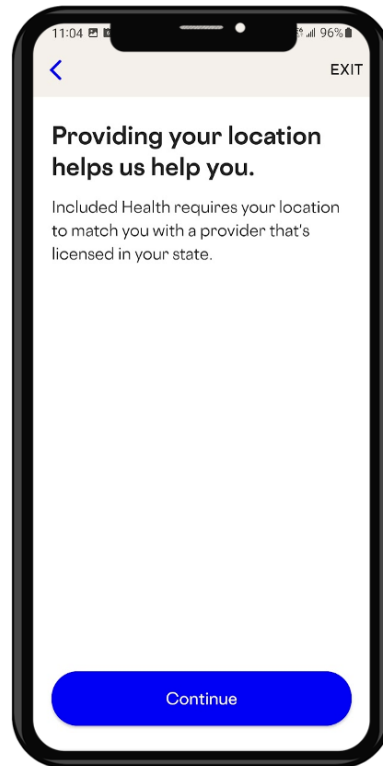 11:04 96%
EXIT
Providing your location
helps us help you.
Included Health requires your location
to match you with a provider that's
licensed in your state.
Continue